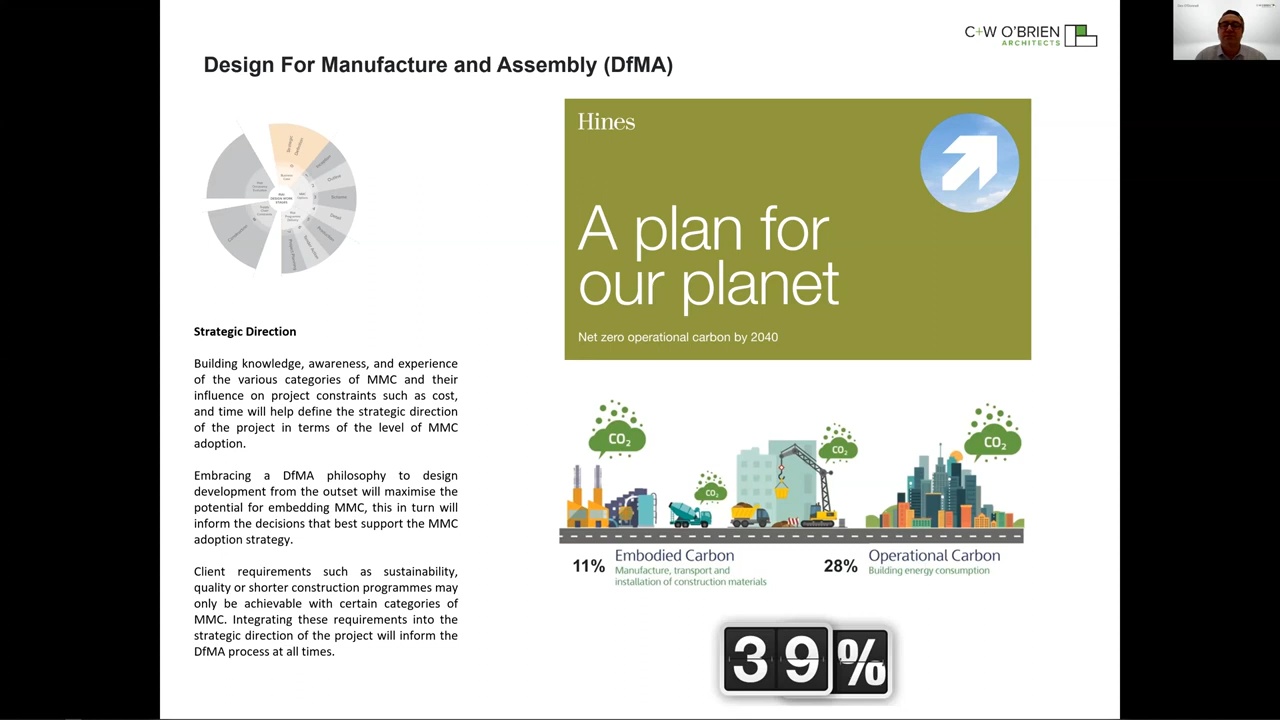 C+W O'BRIEN
ARCHITECTS
Design For Manufacture and Assembly (DfMA)
Strategic
Definition
Outline
Scheme
Detail
Construction
Strategic Direction
Building knowledge, awareness, and experience
of the various categories of MMC and their
influence on project constraints such as cost,
and time will help define the strategic direction
of the project in terms of the level of MMC
adoption.
Embracing a DfMA philosophy to design
development from the outset will maximise the
potential for embedding MMC, this in turn will
inform the decisions that best support the MMC
adoption strategy.
Client requirements such as sustainability,
quality or shorter construction programmes may
only be achievable with certain categories of
MMC. Integrating these requirements into the
strategic direction of the project will inform the
DfMA process at all times.
Hines
A plan for
our planet
Net zero operational carbon by 2040
CO2
CO2
CO2
CO2
11% Embodied Carbon
Manufacture, transport and
installation of construction materials
28% Operational Carbon
Building energy consumption
39%